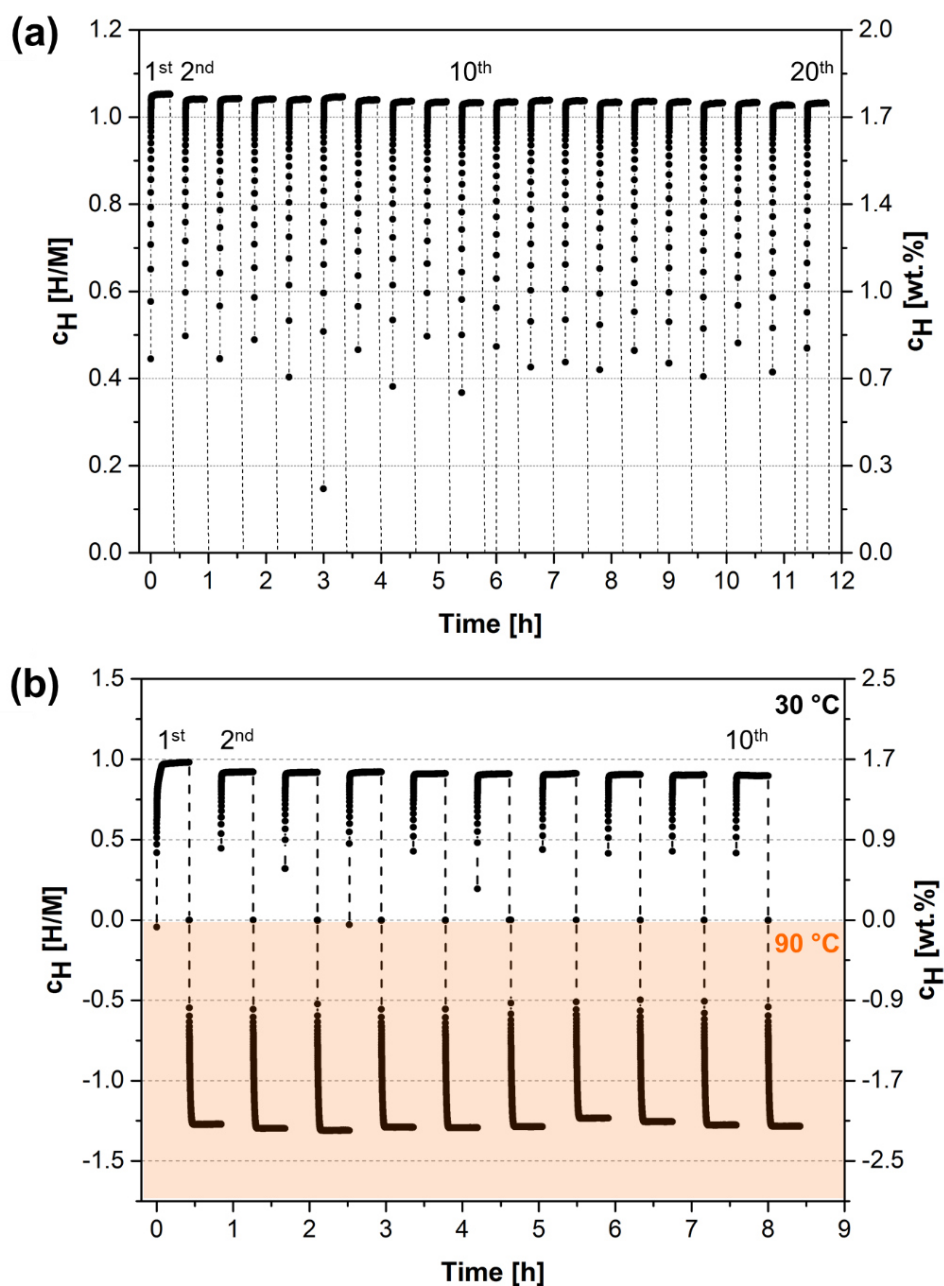 (a)
1st 2nd 10th 20th
1.2
1.0
0.8
0.6
0.4
0.2
0.0
cH [H/M]
2.0
1.7
1.4
1.0
0.7
0.3
0.0
cH [wt.%]
0 1 2 3 4 5 6 7 8 9 10 11 12
Time [h]
(b)
30 °C
1st 2nd 10th
90 °C
1.5
1.0
0.5
0.0
-0.5
-1.0
-1.5
cH [H/M]
2.5
1.7
0.9
0.0
-0.9
-1.7
-2.5
cH [wt.%]
0 1 2 3 4 5 6 7 8 9
Time [h]